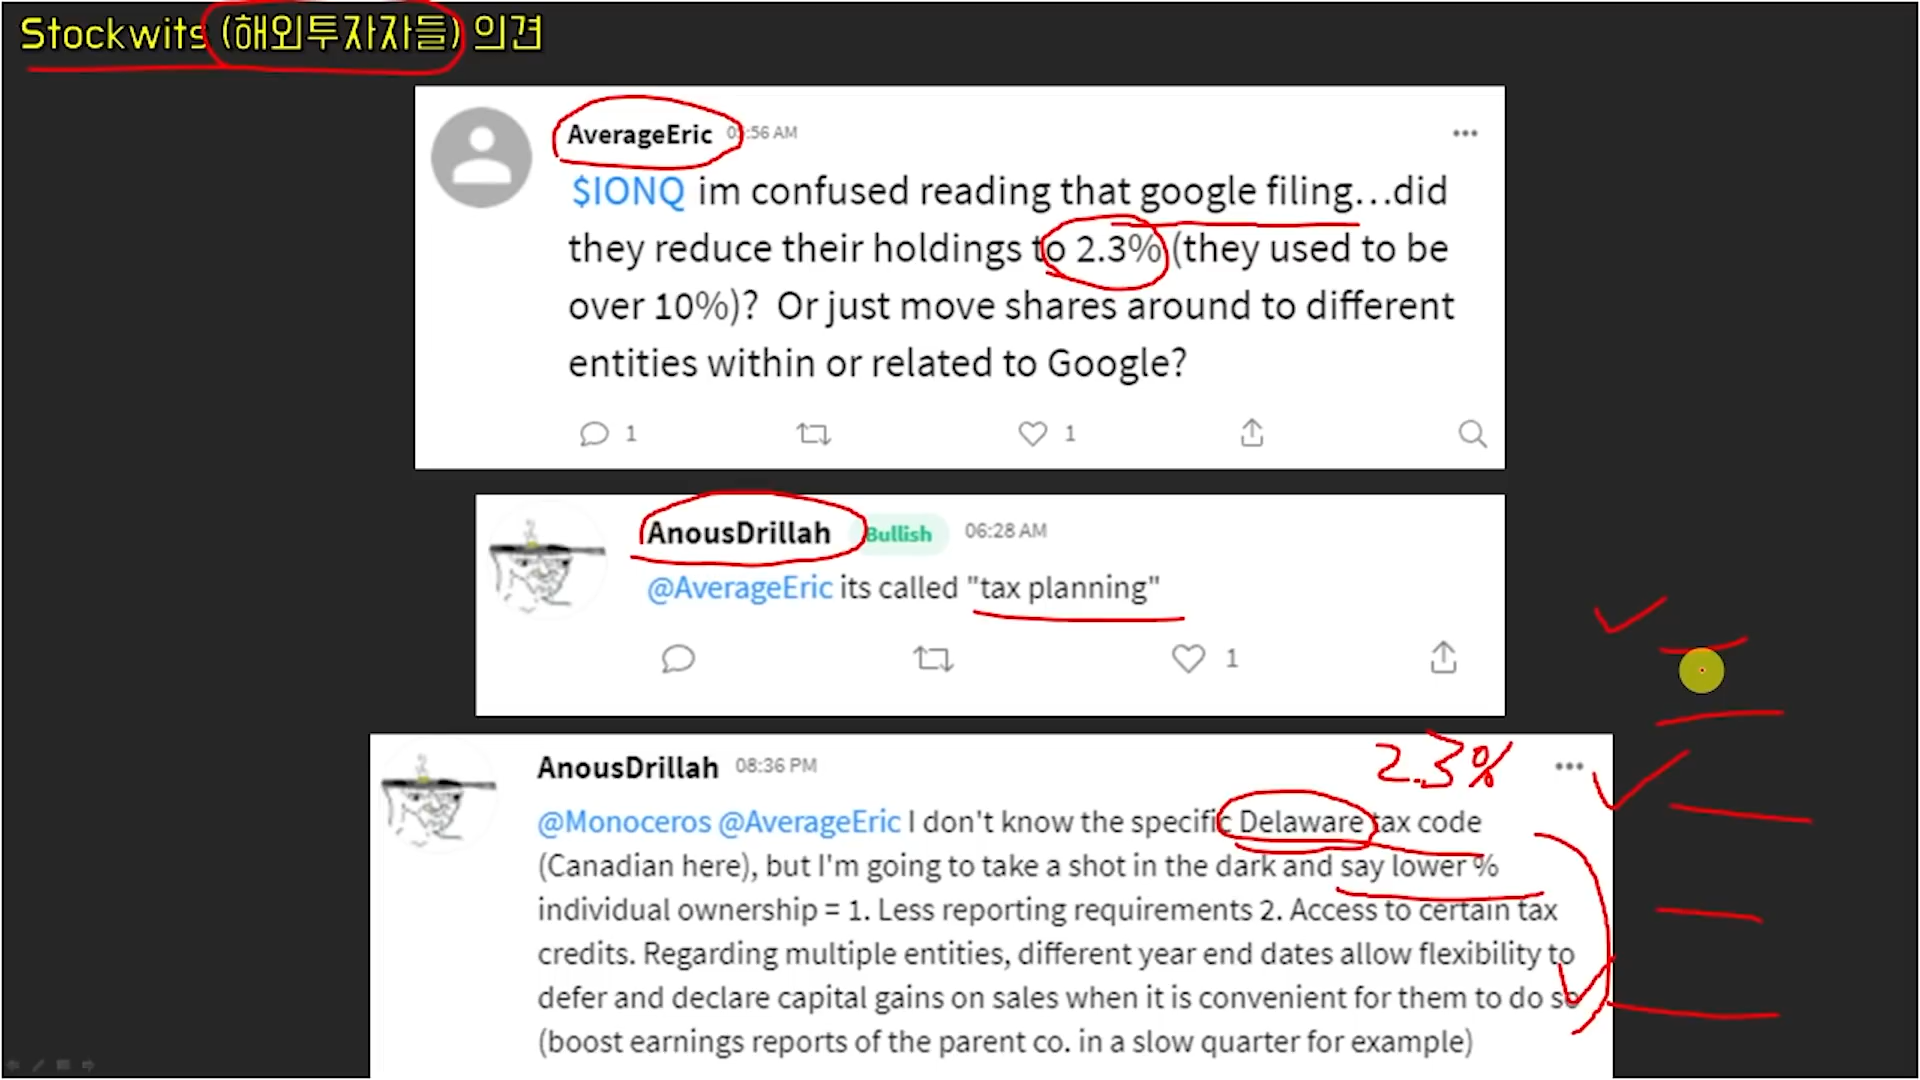 Stockwits (해외투자자들) 의견
AverageEric :56 AM
$IONQ im confused reading that google filing...did
they reduce their holdings to 2.3% (they used to be
over 10%)? Or just move shares around to different
entities within or related to Google?
1 1
AnousDrillah Bullish 06:28 AM
@AverageEric its called "tax planning"
1
2.3%
AnousDrillah 08:36 PM
@Monoceros @AverageEric I don't know the specific Delaware tax code
(Canadian here), but I'm going to take a shot in the dark and say lower %
individual ownership = 1. Less reporting requirements 2. Access to certain tax
credits. Regarding multiple entities, different year end dates allow flexibility to
defer and declare capital gains on sales when it is convenient for them to do so
(boost earnings reports of the parent co. in a slow quarter for example)